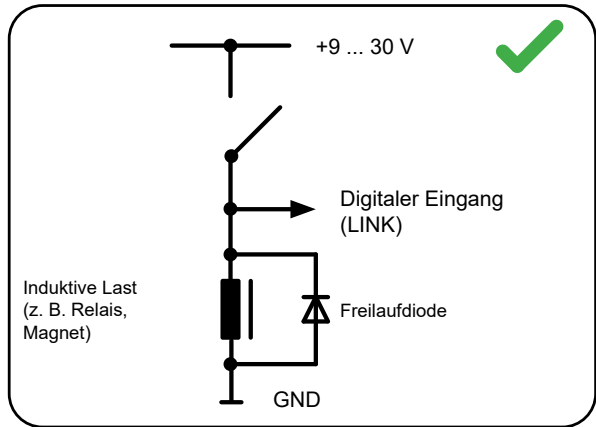 +9 ... 30 V
Digitaler Eingang
(LINK)
Induktive Last
(z. B. Relais,
Magnet)
Freilaufdiode
GND